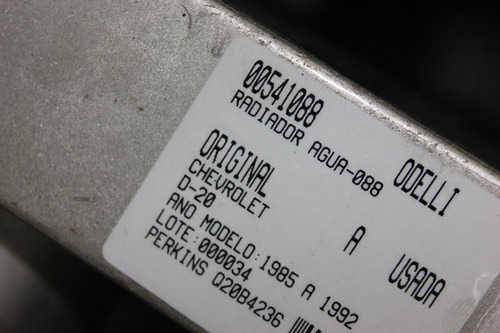 00541088 ODELLI
RADIADOR AGUA-088
ORIGINAL A USADA
CHEVROLET
D-20
ANO MODELO:1985 A 1992
LOTE:000034
PERKINS Q20B4236